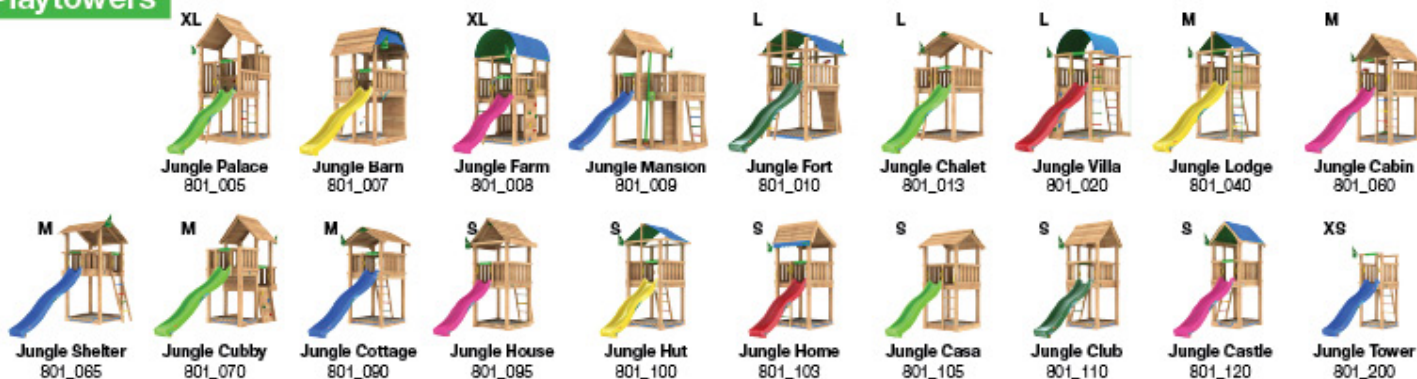 Playtowers
XL
XL
L
L
L
M
M
Jungle Palace
801_005
Jungle Barn
801_007
Jungle Farm
801_008
Jungle Mansion
801_009
Jungle Fort
801_010
Jungle Chalet
801_013
Jungle Villa
801_020
Jungle Lodge
801_040
Jungle Cabin
801_060
M
M
M
S
S
S
S
S
S
XS
Jungle Shelter
801_065
Jungle Cubby
801_070
Jungle Cottage
801_090
Jungle House
801_095
Jungle Hut
801_100
Jungle Home
801_103
Jungle Casa
801_105
Jungle Club
801_110
Jungle Castle
801_120
Jungle Tower
801_200